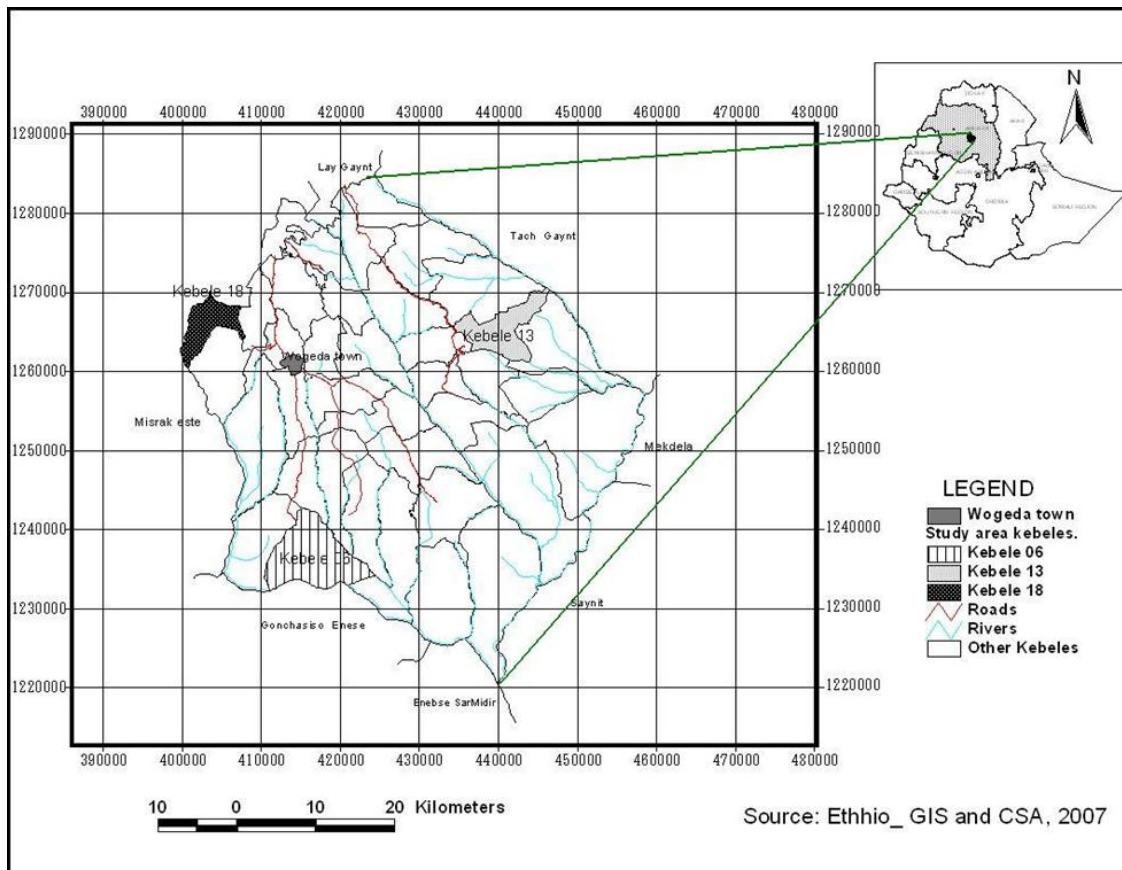 390000 400000 410000 420000 430000 440000 450000 460000 470000 480000
1290000 1290000
1280000 1280000
1270000 1270000
1260000 1260000
1250000 1250000
1240000 1240000
1230000 1230000
1220000 1220000
390000 400000 410000 420000 430000 440000 450000 460000 470000 480000
Lay Gaynt
Tach Gaynt
Kebele 18
Kebele 13
Wogeda town
Misrak este
Mekdela
Kebele 06
Saynit
Gonchasiso Enese
Enebse SarMidir
N
SOMALI REGION
LEGEND
Wogeda town
Study area kebeles.
Kebele 06
Kebele 13
Kebele 18
Roads
Rivers
Other Kebeles
10 0 10 20 Kilometers
Source: Ethhio_ GIS and CSA, 2007